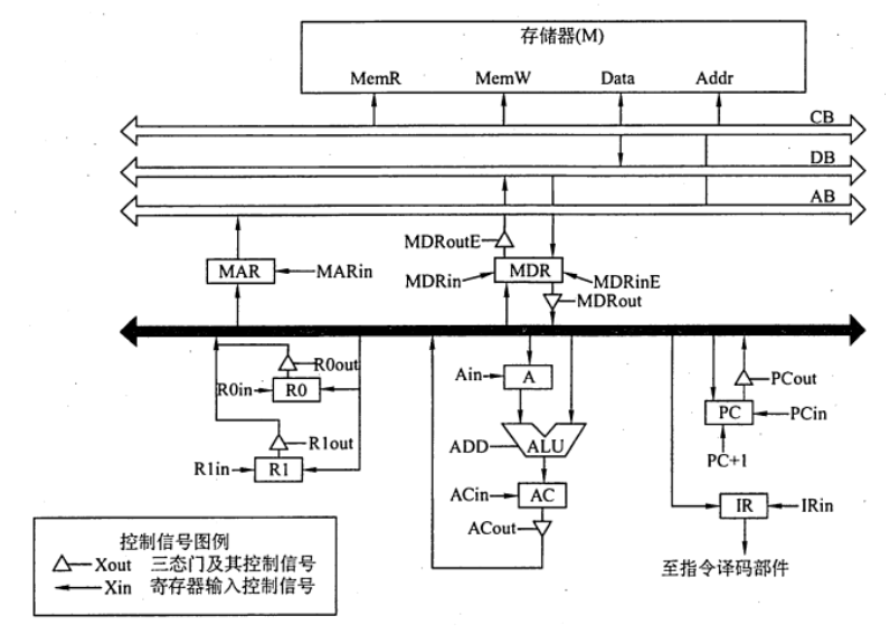 存储器(M)
MemR MemW Data Addr
CB
DB
AB
MDRoutE
MAR
MARin
MDRin
MDR
MDRinE
MDRout
R0out
R0in
R0
R1out
R1in
R1
Ain
A
ADD
ALU
ACin
AC
ACout
PCout
PC
PCin
PC+1
IR
IRin
至指令译码部件
控制信号图例
Xout 三态门及其控制信号
Xin 寄存器输入控制信号